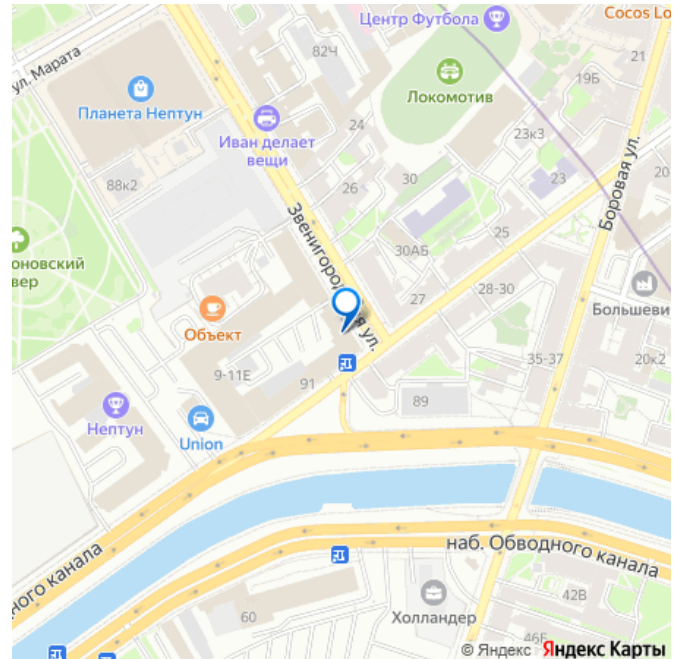 Центр Футбола
Cocos Lo
ул. Марата
82Ч
21
19Б
Планета Нептун
Локомотив
Иван делает
вещи
24
23к3
Боровая ул.
88к2
26
30
23
20-
Звенигородская ул.
30АБ
25
оновский
вер
27
28-30
Объект
Большеви
9-11Е
35-37
20к2
91
89
Нептун
Union
наб. Обводного канала
дного канала
Холландер
42В
60
46Б
© Яндекс Яндекс Карты